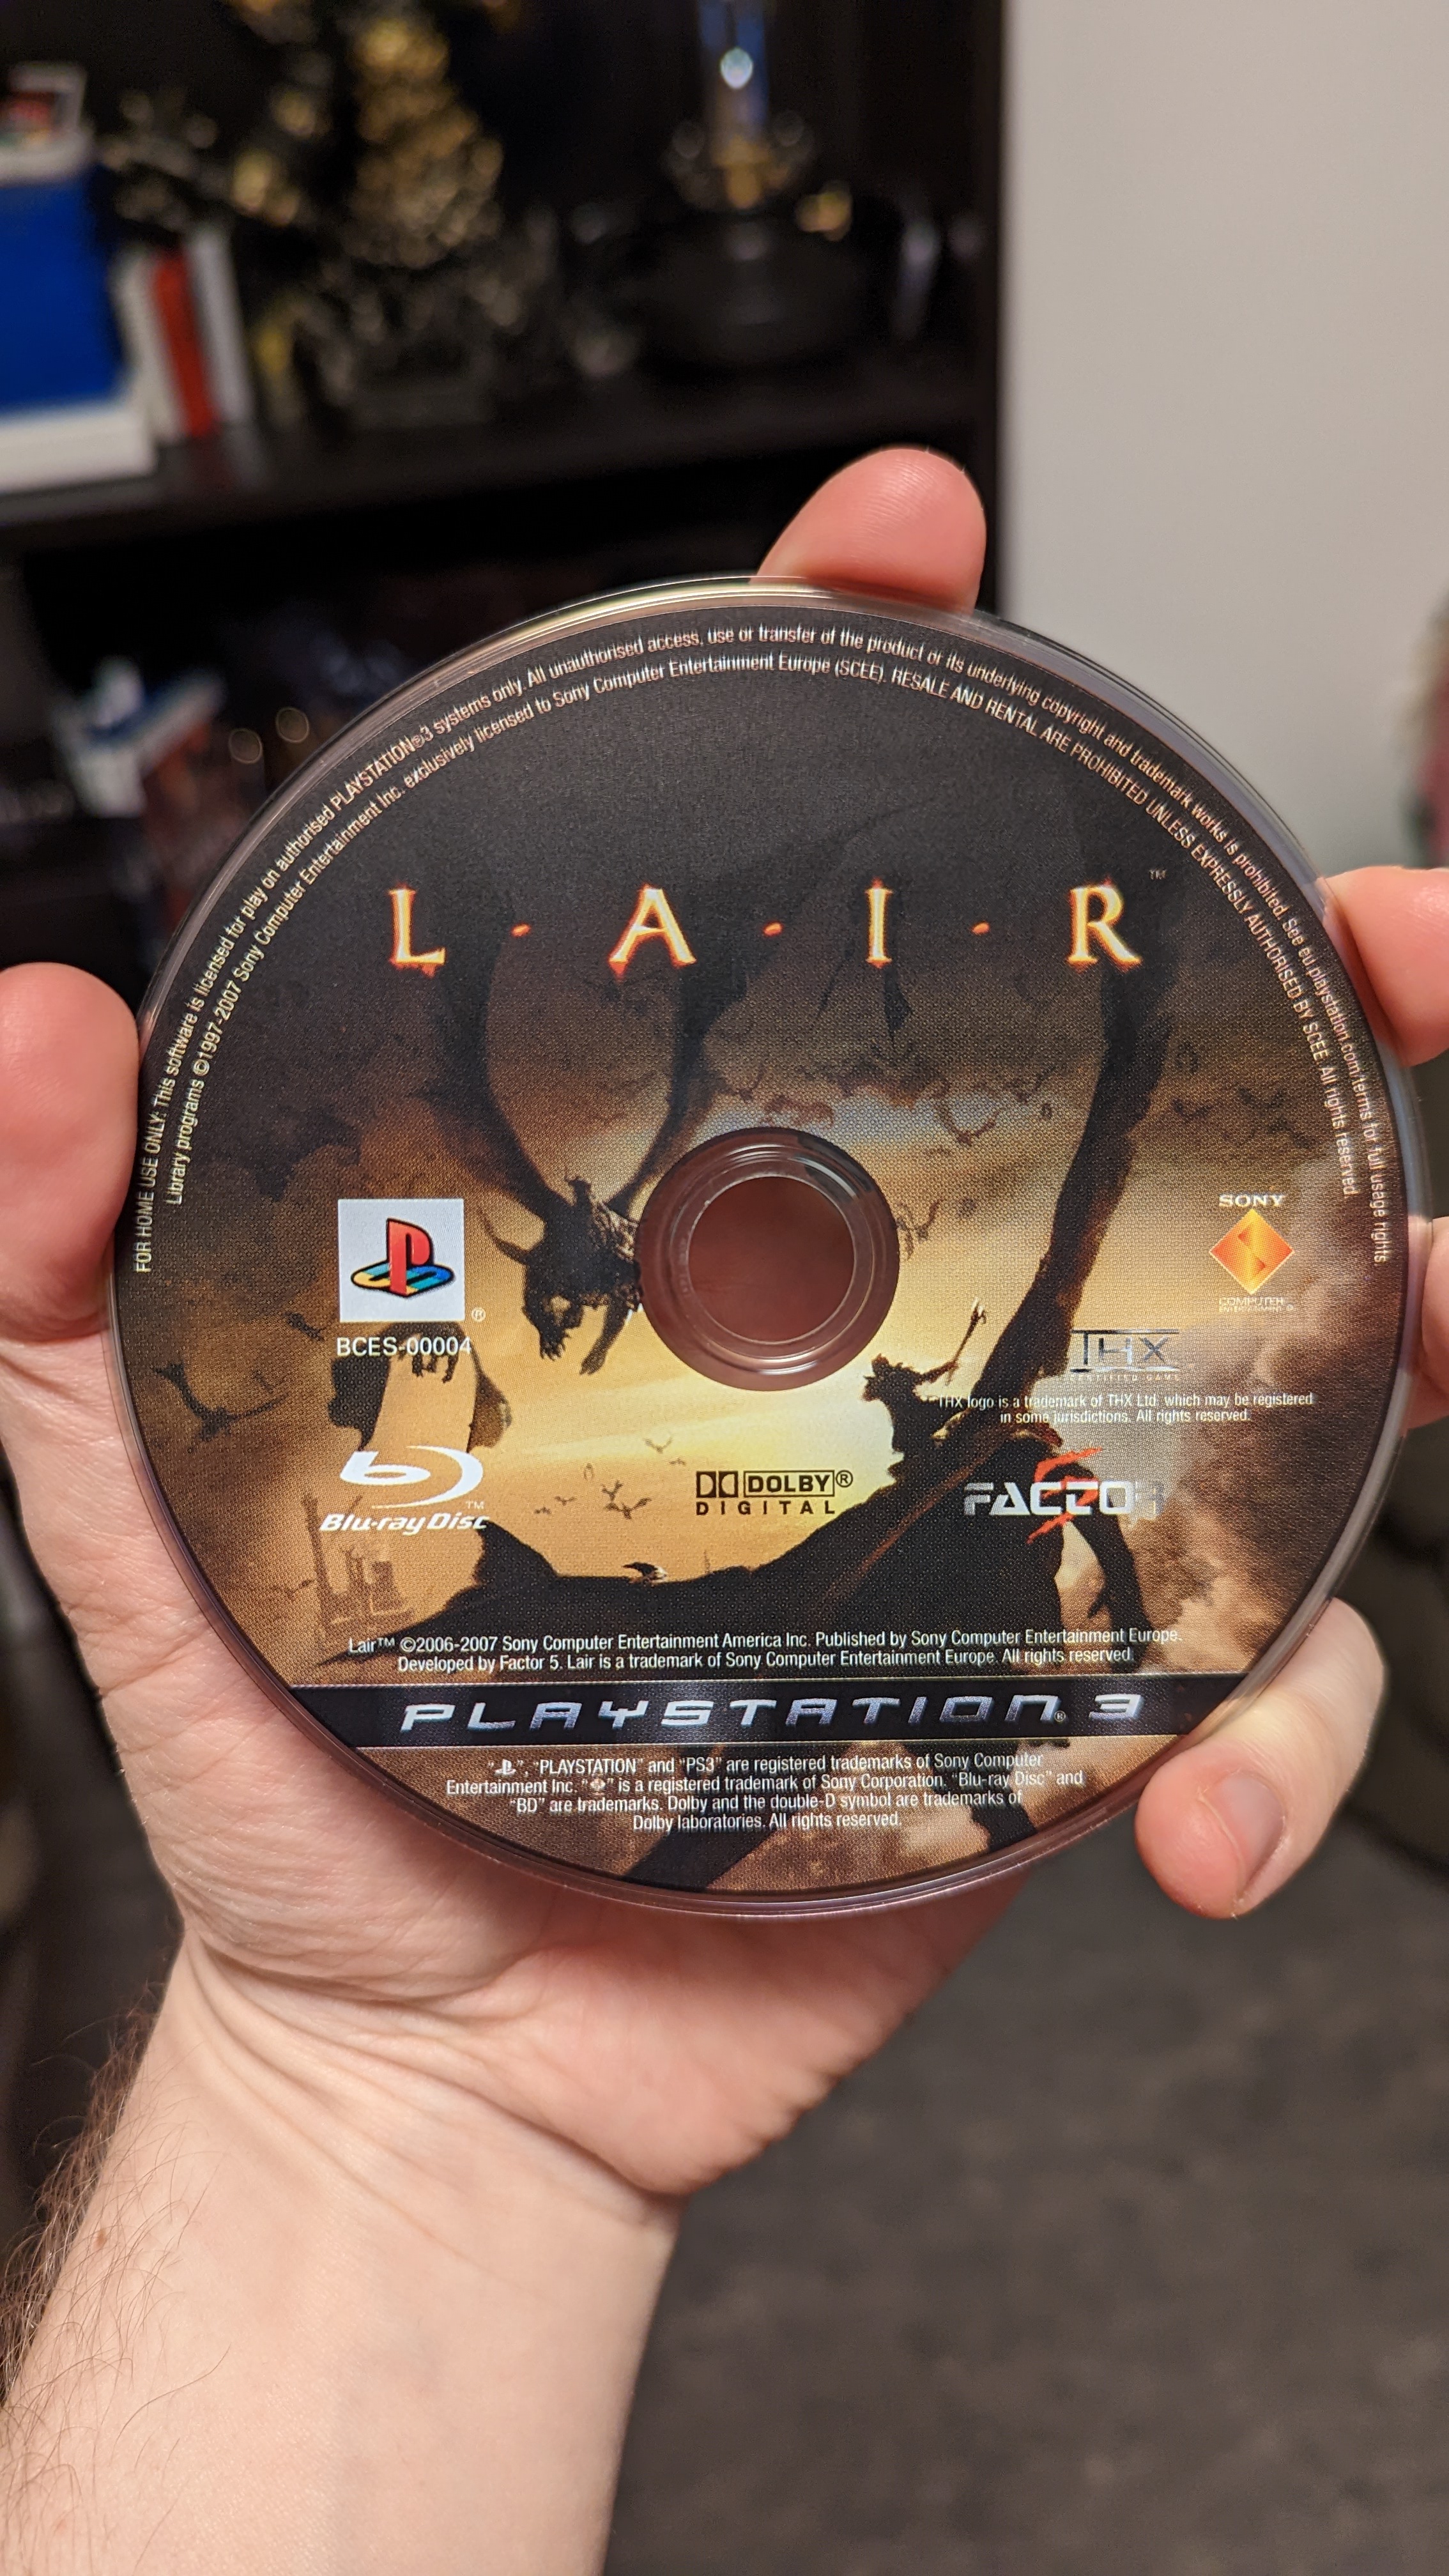 FOR HOME USE ONLY: This software is licensed for play on authorised PLAYSTATION®3 systems only. All unauthorised access, use or transfer of the product or its underlying copyright and trademark works is prohibited. See eu.playstation.com/terms for full usage rights.
Library programs ©1997-2007 Sony Computer Entertainment Inc. exclusively licensed to Sony Computer Entertainment Europe (SCEE). RESALE AND RENTAL ARE PROHIBITED UNLESS EXPRESSLY AUTHORISED BY SCEE. All rights reserved
L·A·I·R™
®
BCES-00004
SONY
COMPUTER
ENTERTAINMENT®
THX
CERTIFIED GAME
THX logo is a trademark of THX Ltd. which may be registered
in some jurisdictions. All rights reserved.
Blu-ray Disc™
DOLBY®
DIGITAL
FACTOR 5
Lair™ ©2006-2007 Sony Computer Entertainment America Inc. Published by Sony Computer Entertainment Europe.
Developed by Factor 5. Lair is a trademark of Sony Computer Entertainment Europe. All rights reserved.
PLAYSTATION®3
“ ”, “PLAYSTATION” and “PS3” are registered trademarks of Sony Computer
Entertainment Inc. “ ” is a registered trademark of Sony Corporation. “Blu-ray Disc” and
“BD” are trademarks. Dolby and the double-D symbol are trademarks of
Dolby laboratories. All rights reserved.